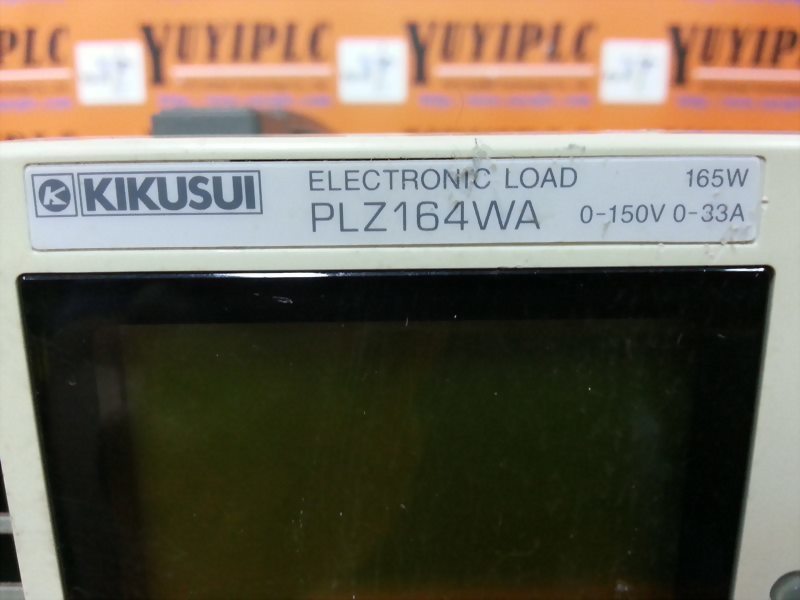 YUYIPLC YUYIPLC YUYIPLC
KIKUSUI
ELECTRONIC LOAD 165W
PLZ164WA 0-150V 0-33A